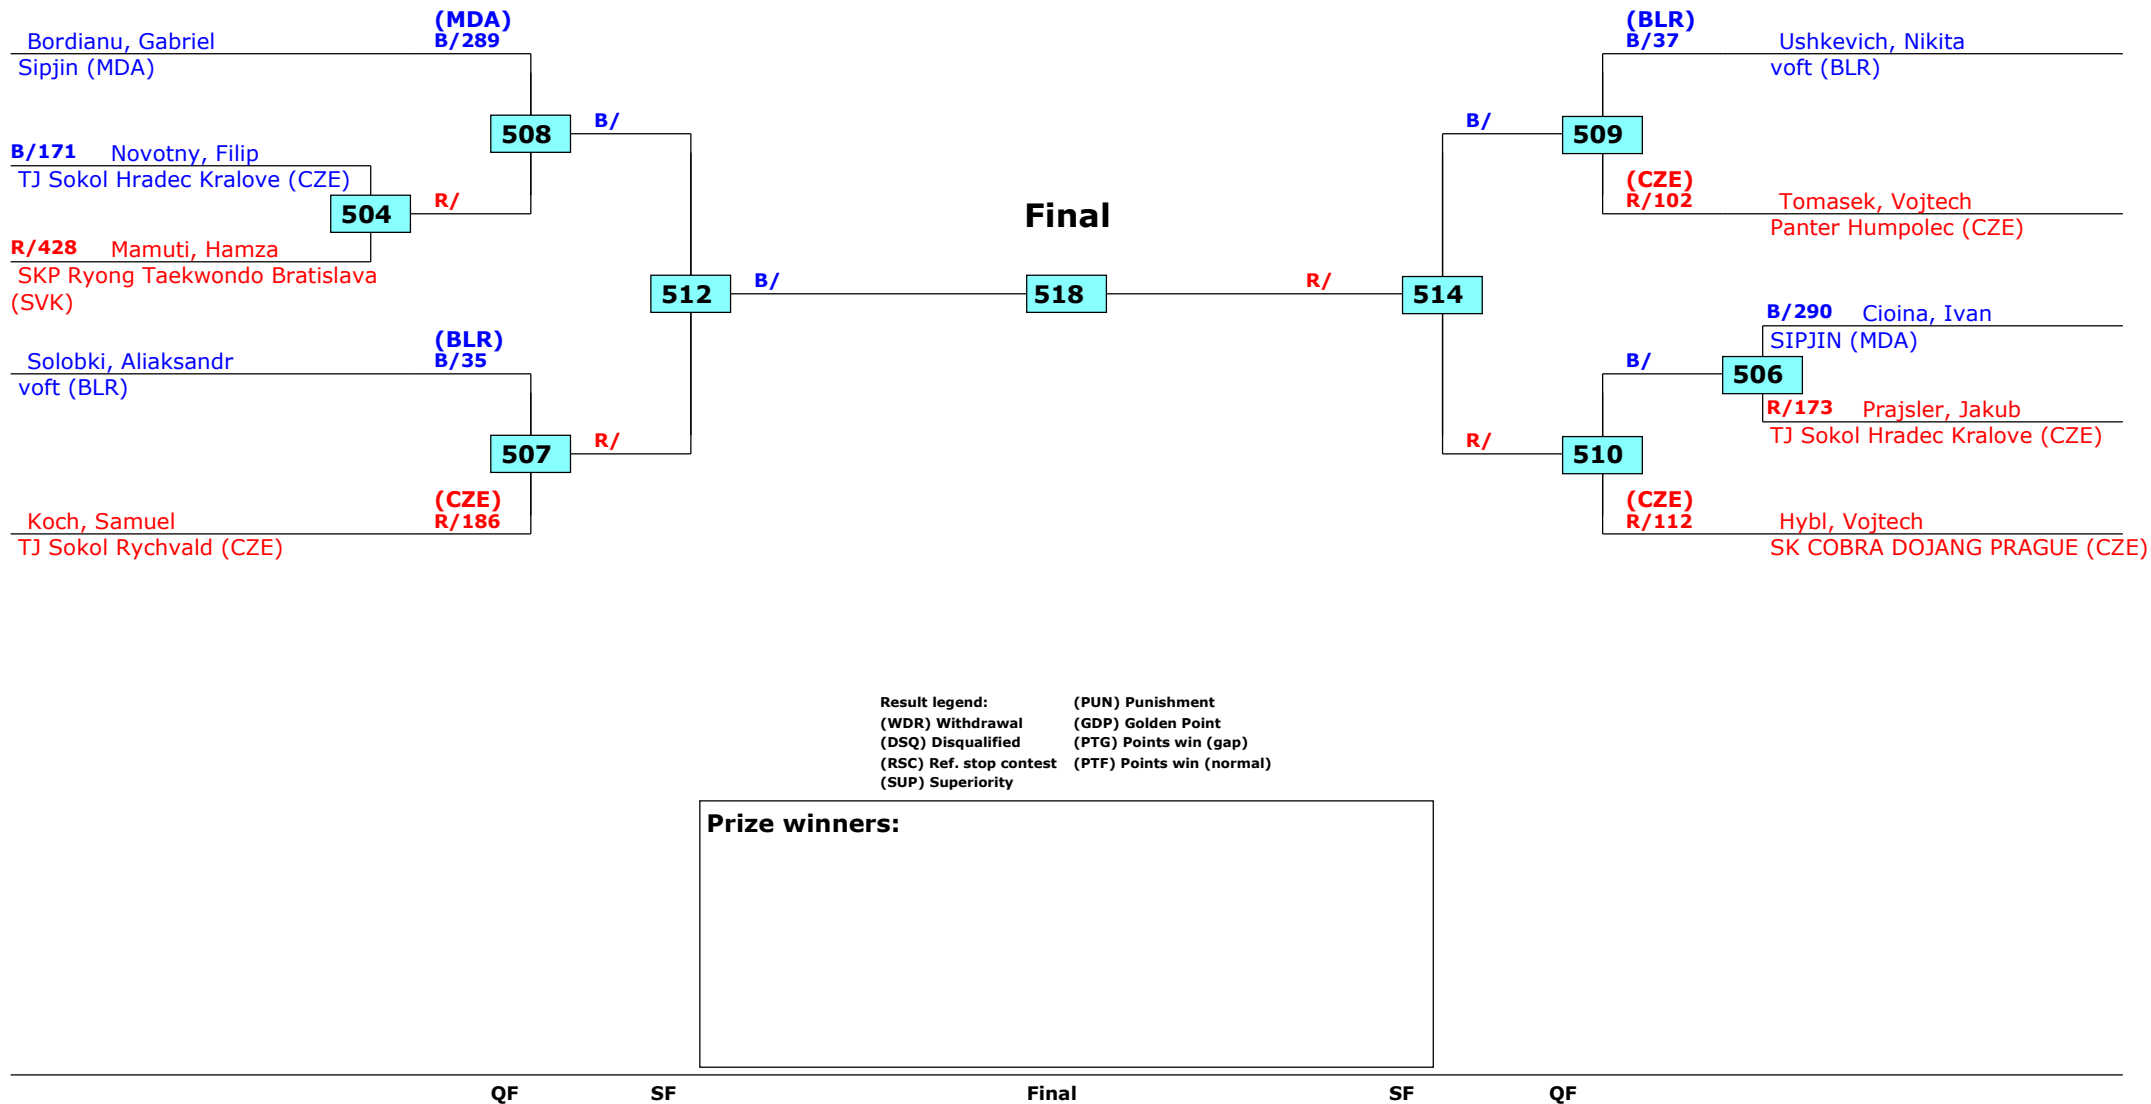 (MDA)
Bordianu, Gabriel B/289
Sipjin (MDA)
508
B/
B/171 Novotny, Filip
TJ Sokol Hradec Kralove (CZE)
504
R/
R/428 Mamuti, Hamza
SKP Ryong Taekwondo Bratislava
(SVK)
512
B/
(BLR)
Solobki, Aliaksandr B/35
voft (BLR)
507
R/
(CZE)
Koch, Samuel R/186
TJ Sokol Rychvald (CZE)
Final
518
(BLR)
B/37 Ushkevich, Nikita
voft (BLR)
B/
509
(CZE)
R/102 Tomasek, Vojtech
Panter Humpolec (CZE)
R/
514
B/290 Cioina, Ivan
SIPJIN (MDA)
B/
506
R/173 Prajsler, Jakub
TJ Sokol Hradec Kralove (CZE)
R/
510
(CZE)
R/112 Hybl, Vojtech
SK COBRA DOJANG PRAGUE (CZE)
Result legend: (PUN) Punishment
(WDR) Withdrawal (GDP) Golden Point
(DSQ) Disqualified (PTG) Points win (gap)
(RSC) Ref. stop contest (PTF) Points win (normal)
(SUP) Superiority
Prize winners:
QF SF Final SF QF